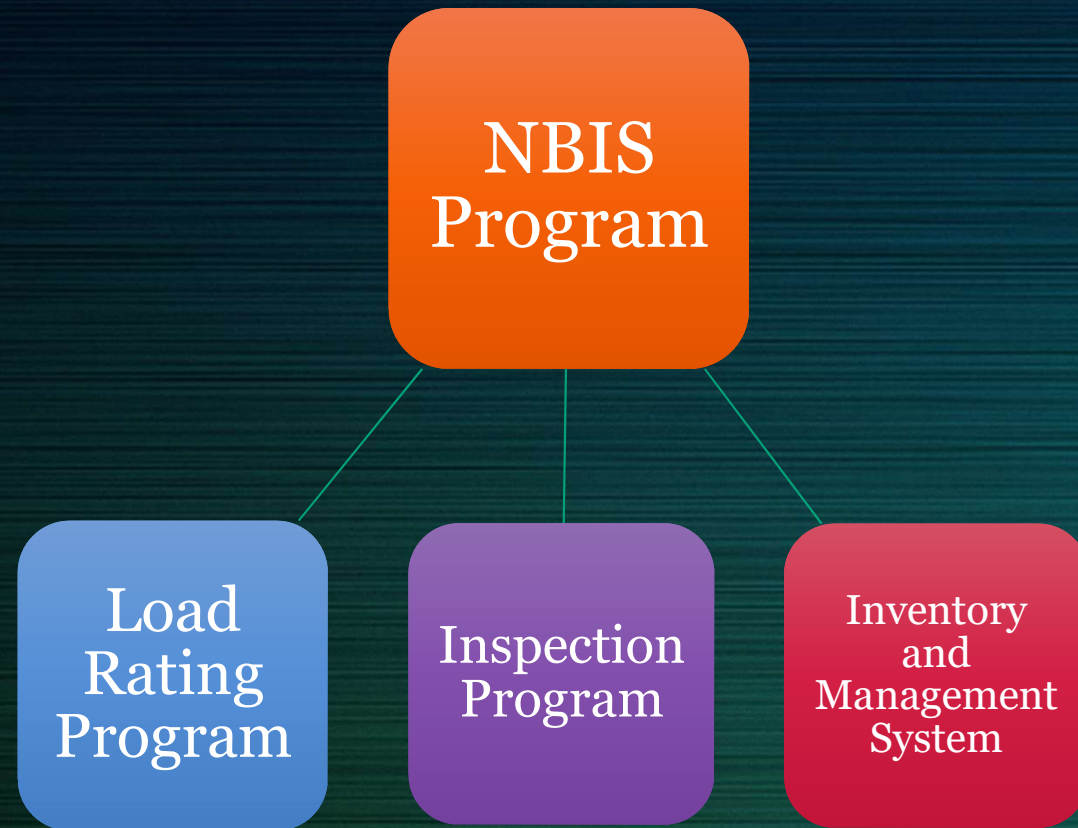 NBIS
Program
Load
Rating
Program
Inspection
Program
Inventory
and
Management
System